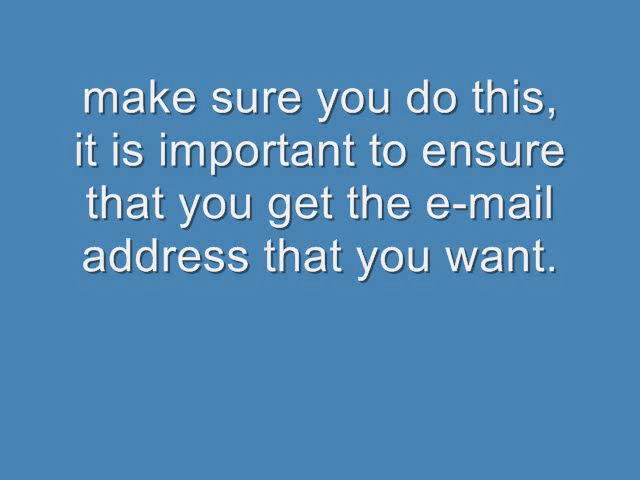 make sure you do this,
it is important to ensure
that you get the e-mail
address that you want.